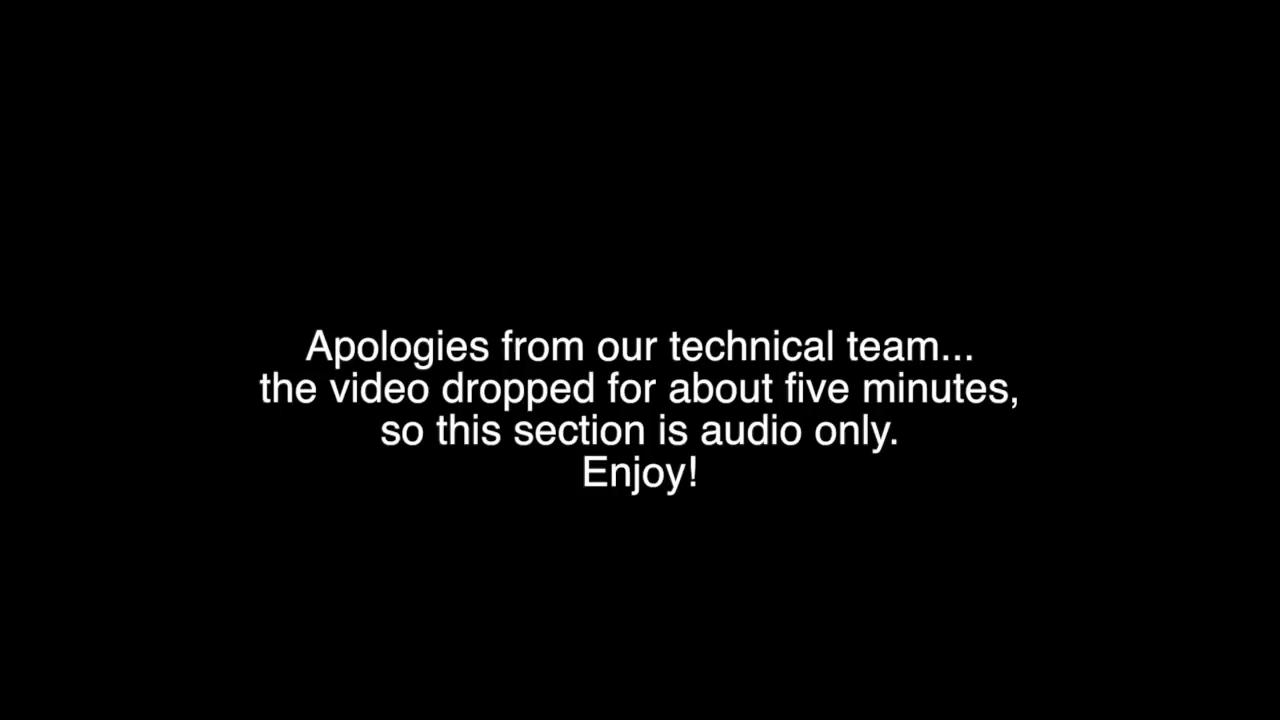 Apologies from our technical team...
the video dropped for about five minutes,
so this section is audio only.
Enjoy!